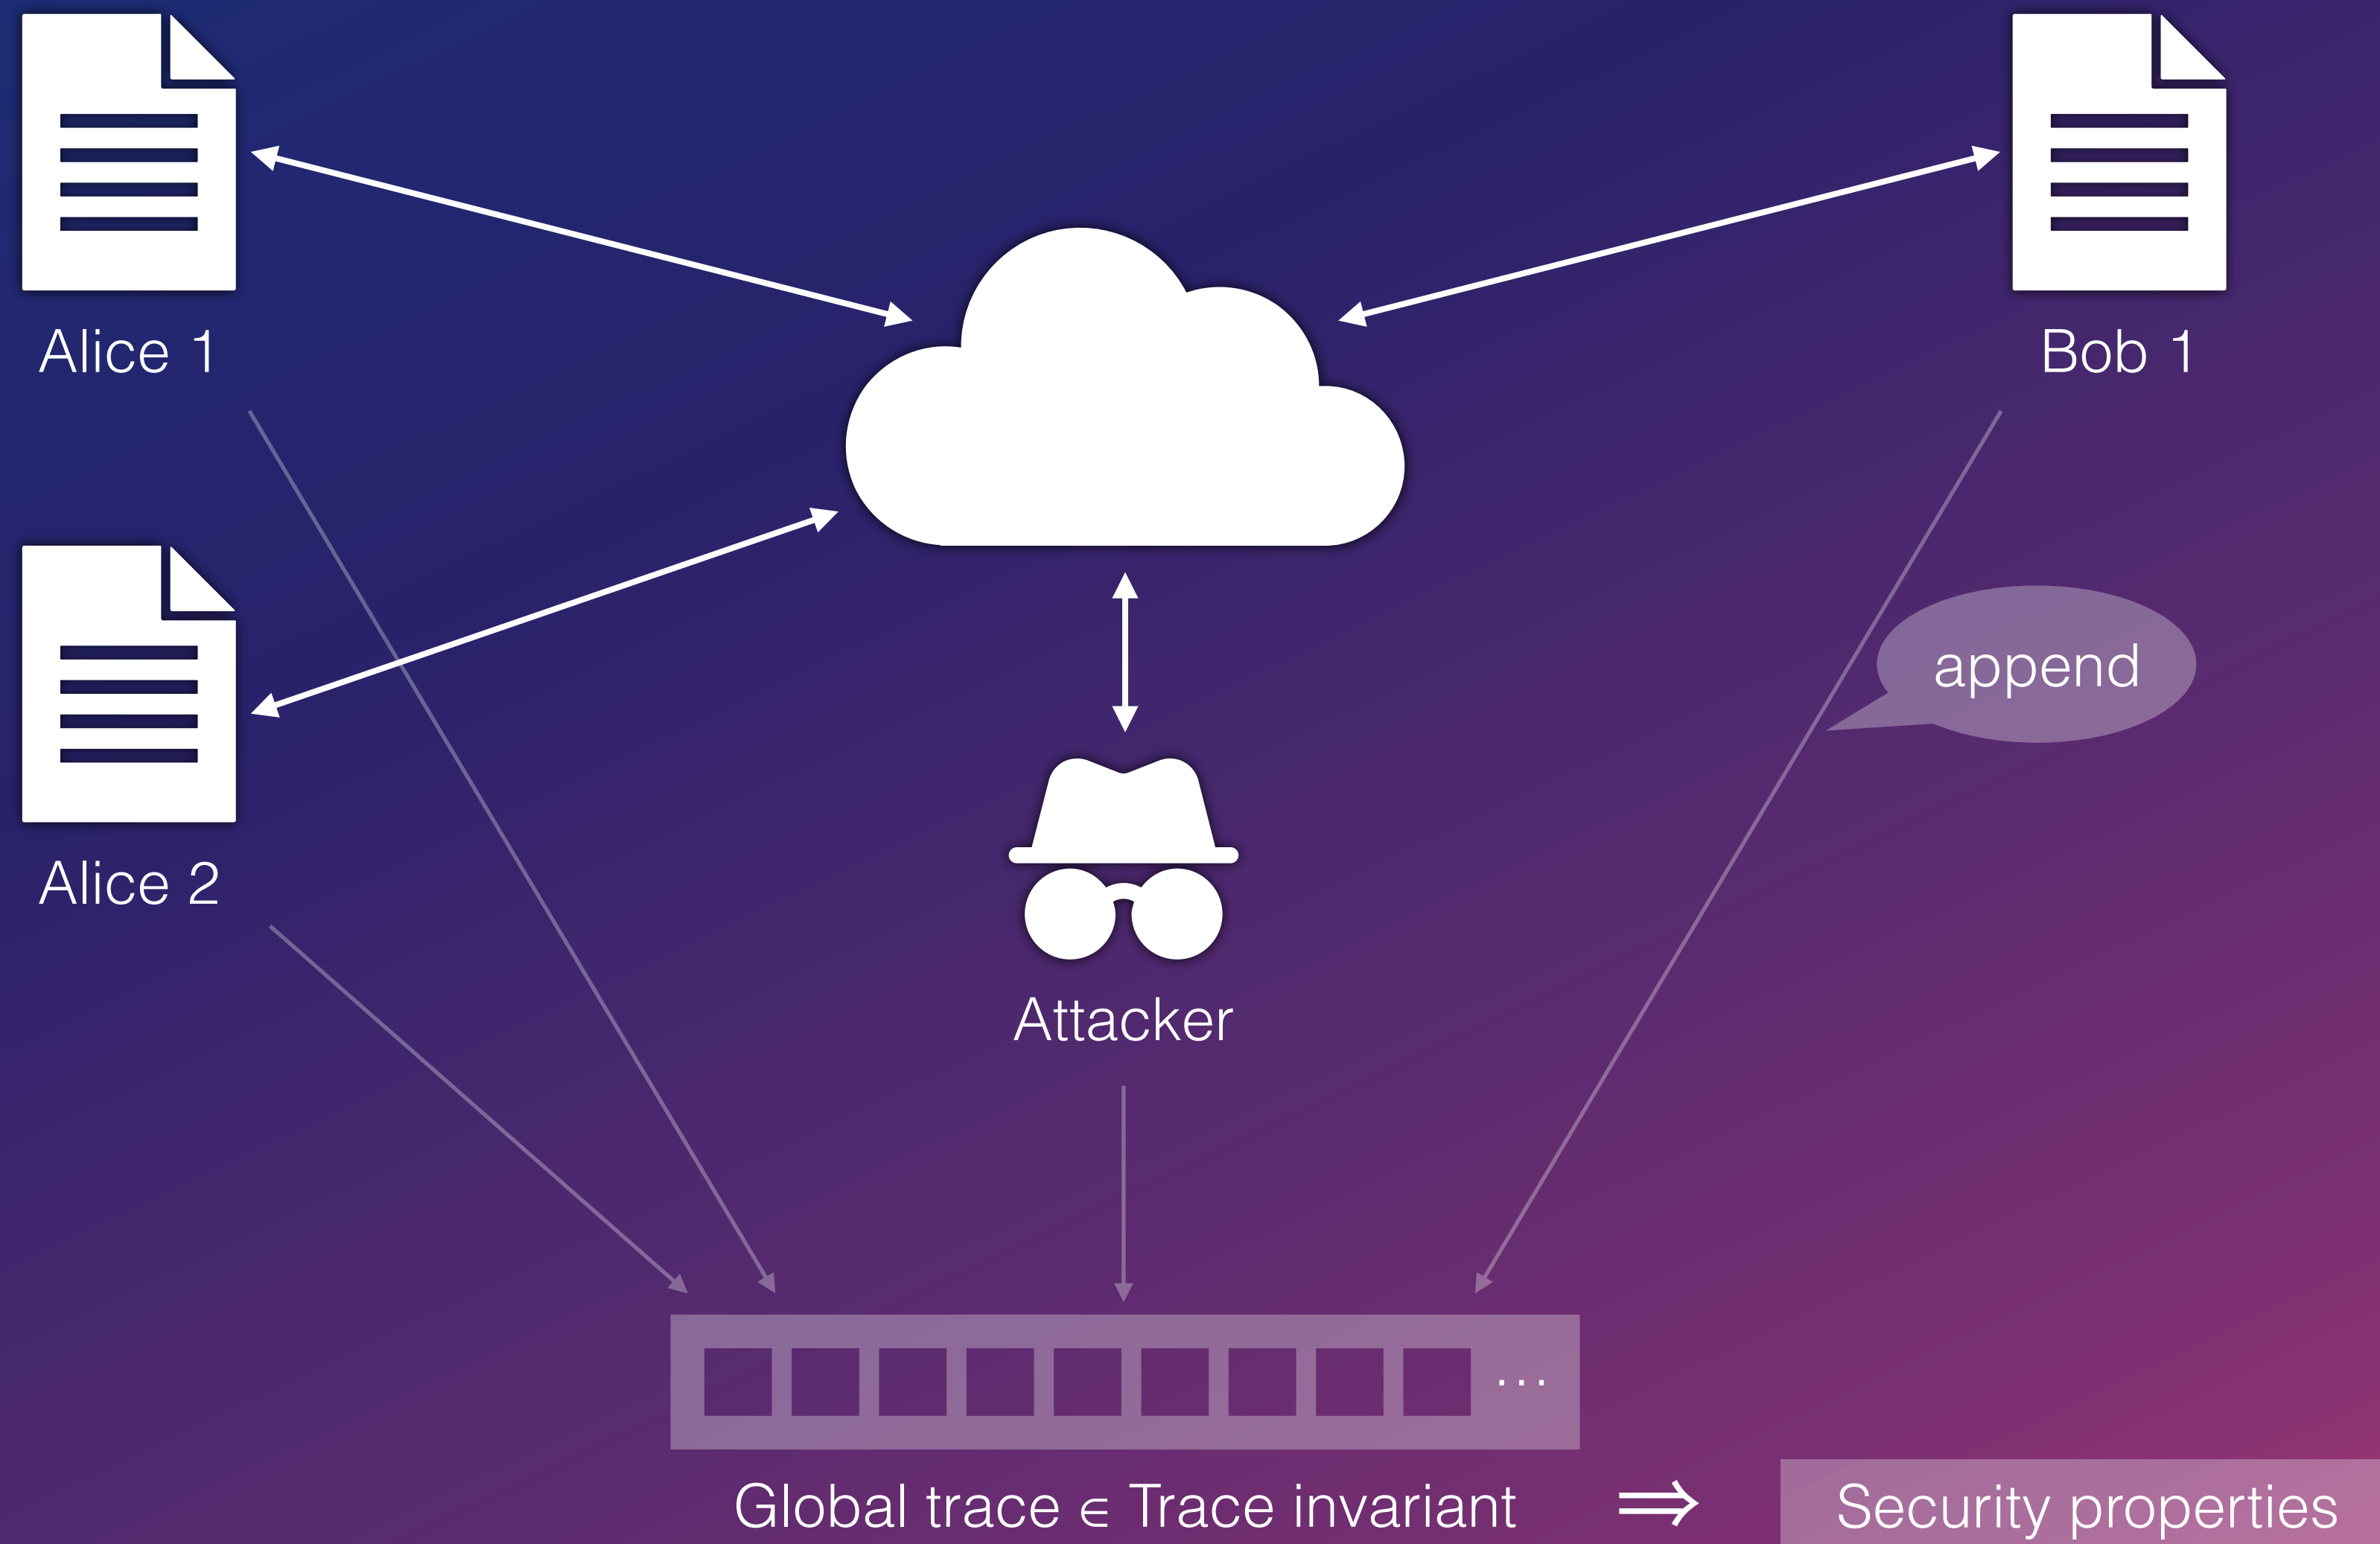 Alice 1
Bob 1
append
Alice 2
Attacker
...
Global trace ∈ Trace invariant ⇒ Security properties